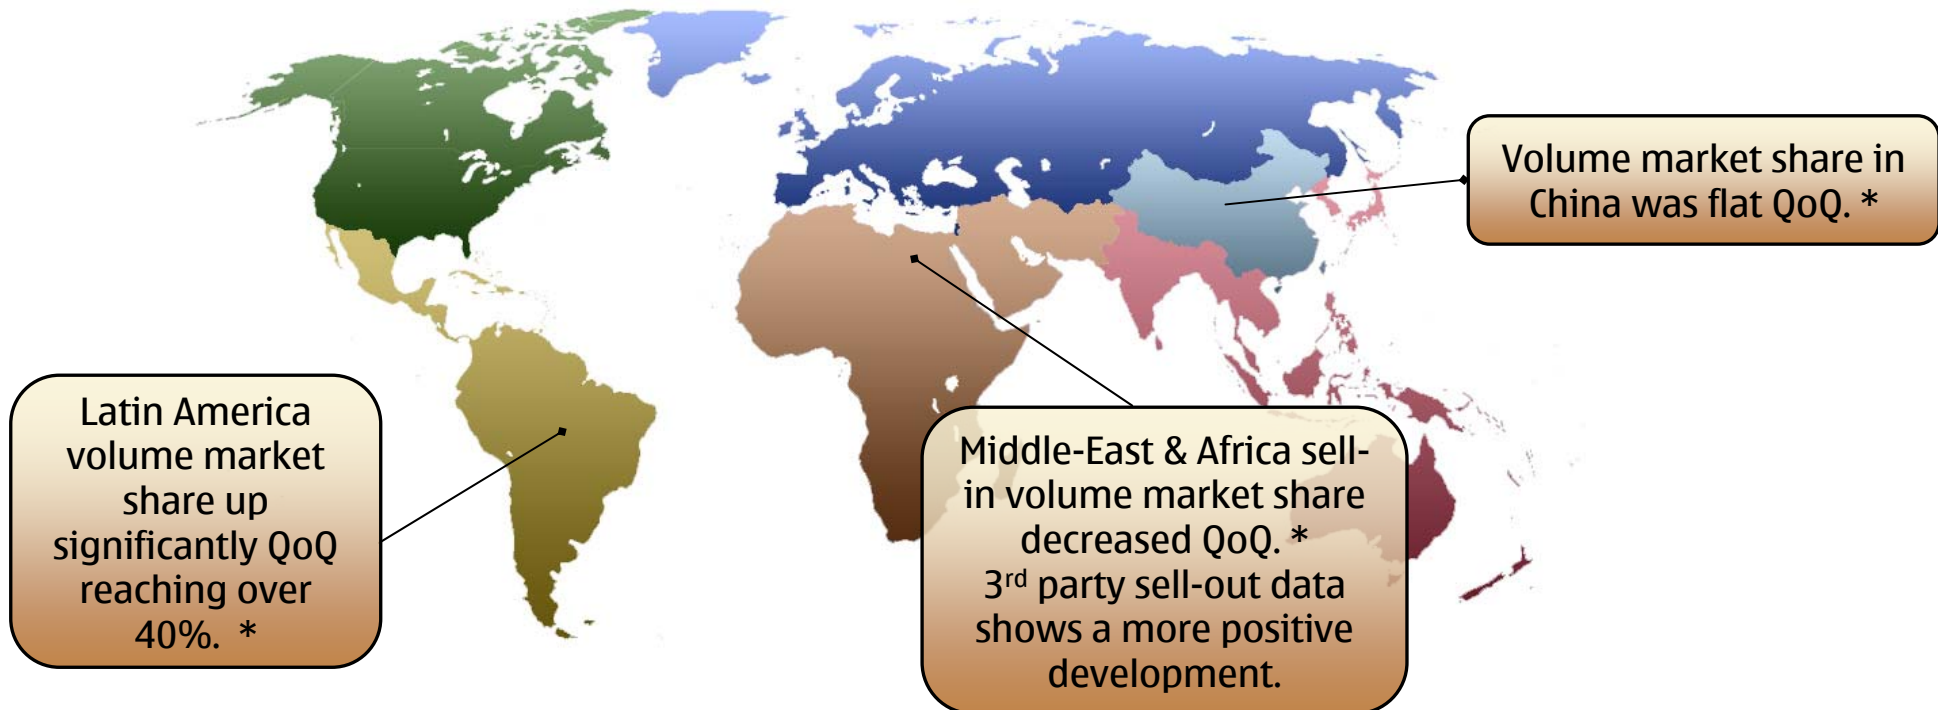 Volume market share in
China was flat QoQ. *
Latin America
volume market
share up
significantly QoQ
reaching over
40%. *
Middle-East & Africa sell-
in volume market share
decreased QoQ. *
3rd party sell-out data
shows a more positive
development.